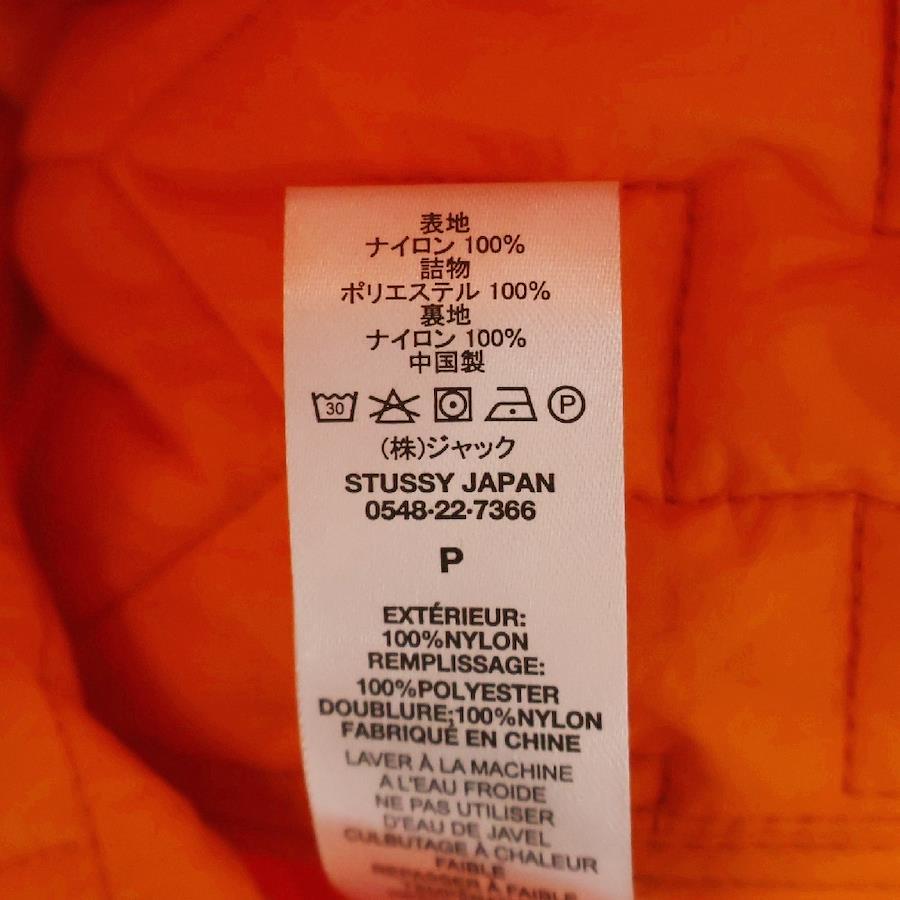 表地
ナイロン 100%
詰物
ポリエステル 100%
裏地
ナイロン 100%
中国製
30 P
(株)ジャック
STUSSY JAPAN
0548-22-7366
P
EXTÉRIEUR:
100%NYLON
REMPLISSAGE:
100%POLYESTER
DOUBLURE;100%NYLON
FABRIQUÉ EN CHINE
LAVER À LA MACHINE
A L'EAU FROIDE
NE PAS UTILISER
D'EAU DE JAVEL
CULBUTAGE À CHALEUR
FAIBLE
REPASSER À FAIBLE